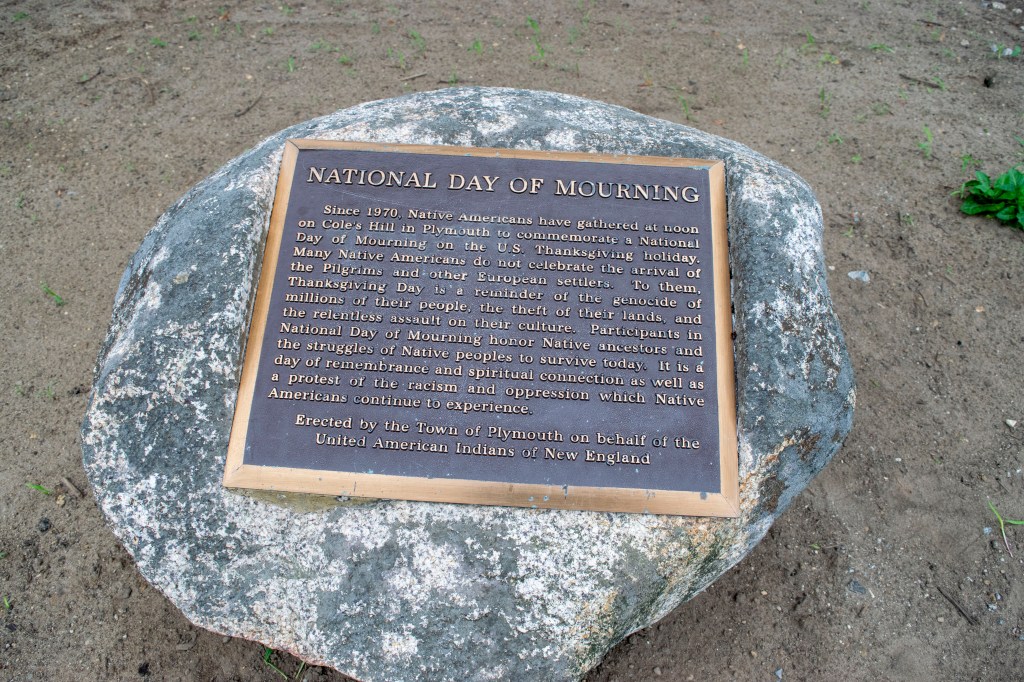 NATIONAL DAY OF MOURNING
Since 1970, Native Americans have gathered at noon
on Cole's Hill in Plymouth to commemorate a National
Day of Mourning on the U.S. Thanksgiving holiday.
Many Native Americans do not celebrate the arrival of
the Pilgrims and other European settlers. To them,
Thanksgiving Day is a reminder of the genocide of
millions of their people, the theft of their lands, and
the relentless assault on their culture. Participants in
National Day of Mourning honor Native ancestors and
the struggles of Native peoples to survive today. It is a
day of remembrance and spiritual connection as well as
a protest of the racism and oppression which Native
Americans continue to experience.
Erected by the Town of Plymouth on behalf of the
United American Indians of New England